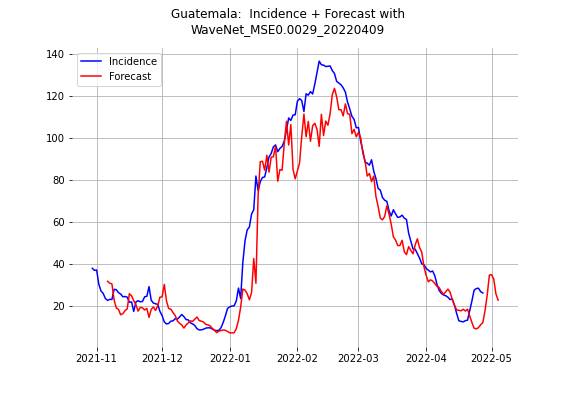 Guatemala:  Incidence + Forecast with
WaveNet_MSE0.0029_20220409
Incidence
Forecast
140
120
100
80
60
40
20
2021-11 2021-12 2022-01 2022-02 2022-03 2022-04 2022-05